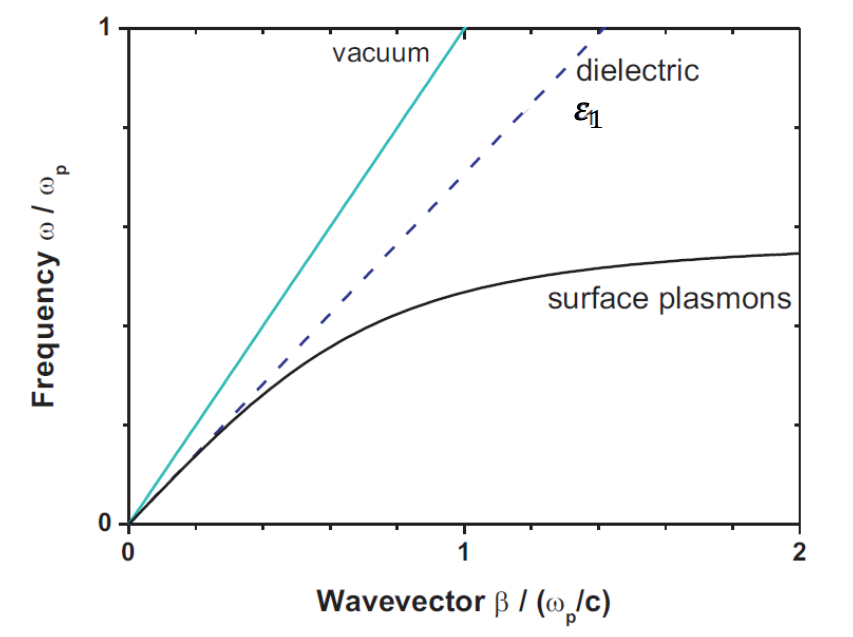 1
vacuum
dielectric
ε1
surface plasmons
0
0
1
2
Frequency ω / ωp
Wavevector β / (ωp/c)